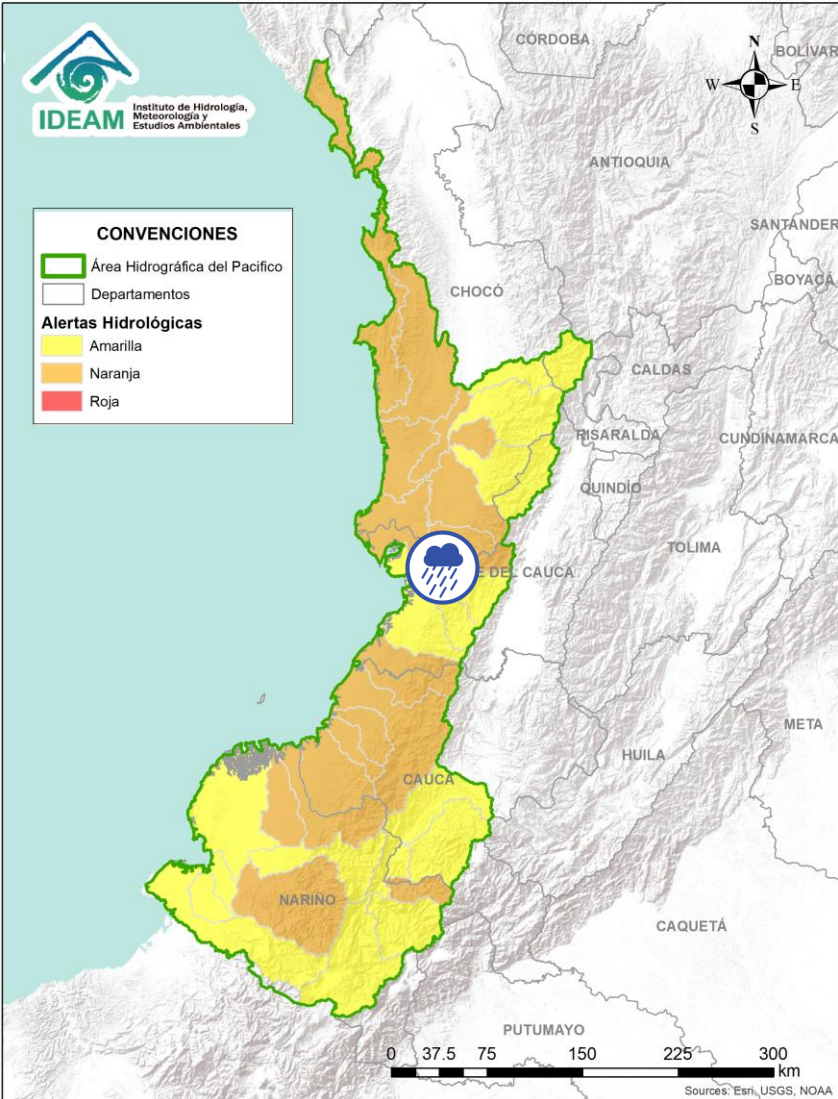 IDEAM
Instituto de Hidrología,
Meteorología y
Estudios Ambientales
N
W
E
S
CÓRDOBA
BOLÍVAR
ANTIOQUIA
SANTANDER
BOYACÁ
CONVENCIONES
Área Hidrográfica del Pacifico
Departamentos
Alertas Hidrológicas
Amarilla
Naranja
Roja
CHOCÓ
CALDAS
RISARALDA
CUNDINAMARCA
QUINDÍO
TOLIMA
E DEL CAUCA
META
HUILA
CAUCA
NARIÑO
CAQUETÁ
PUTUMAYO
0 37.5 75 150 225 300
km
Sources: Esri, USGS, NOAA